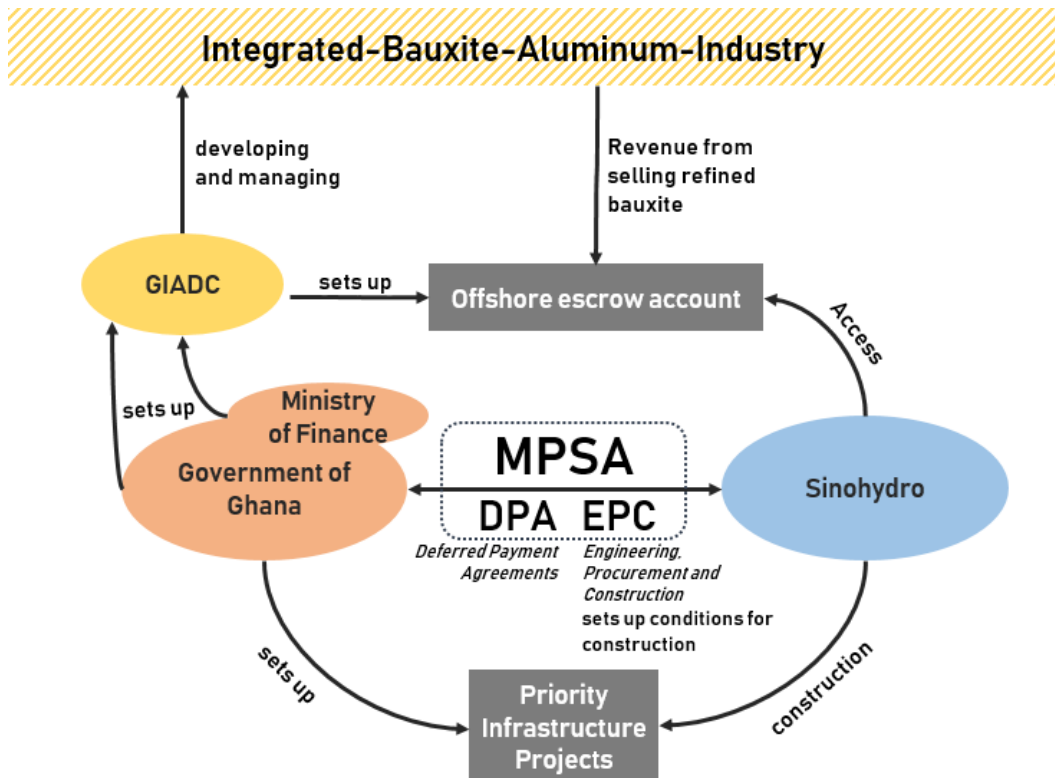 Integrated-Bauxite-Aluminum-Industry
developing
and managing
Revenue from
selling refined
bauxite
GIADC
sets up
Offshore escrow account
Access
sets up
Ministry
of Finance
Government of
Ghana
MPSA
DPA EPC
Deferred Payment
Agreements
Engineering,
Procurement and
Construction
sets up conditions for
construction
Sinohydro
sets up
construction
Priority
Infrastructure
Projects